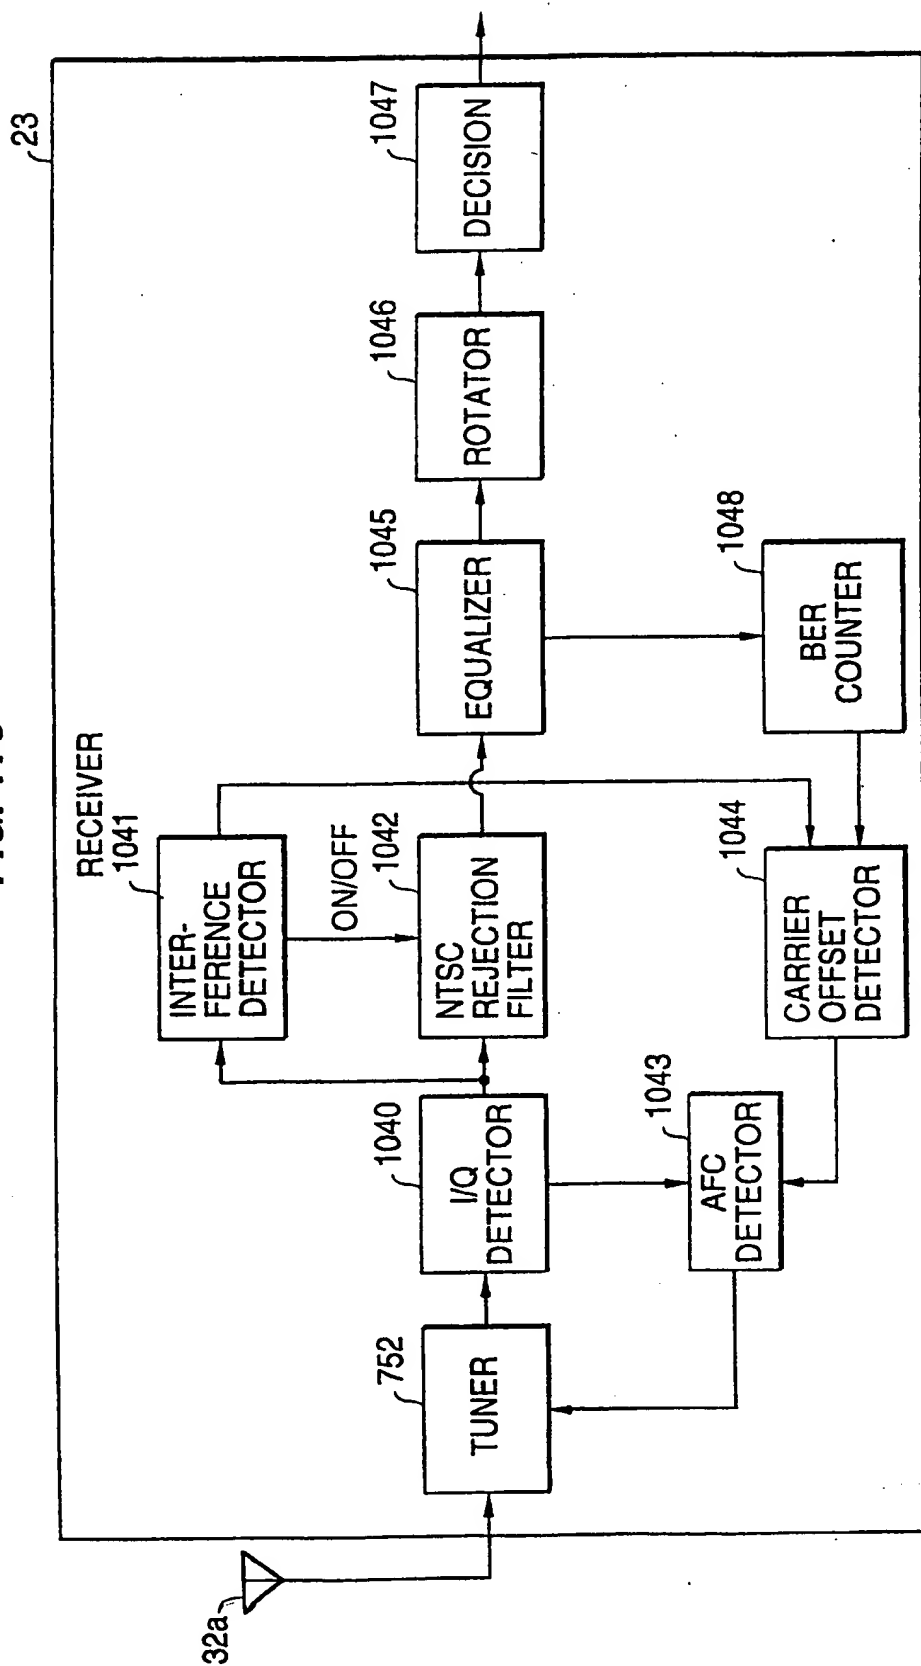 23
RECEIVER
1041
INTER-
FERENCE
DETECTOR
ON/OFF
32a
752
TUNER
1040
I/Q
DETECTOR
1042
NTSC
REJECTION
FILTER
1045
EQUALIZER
1046
ROTATOR
1047
DECISION
1043
AFC
DETECTOR
1044
CARRIER
OFFSET
DETECTOR
1048
BER
COUNTER